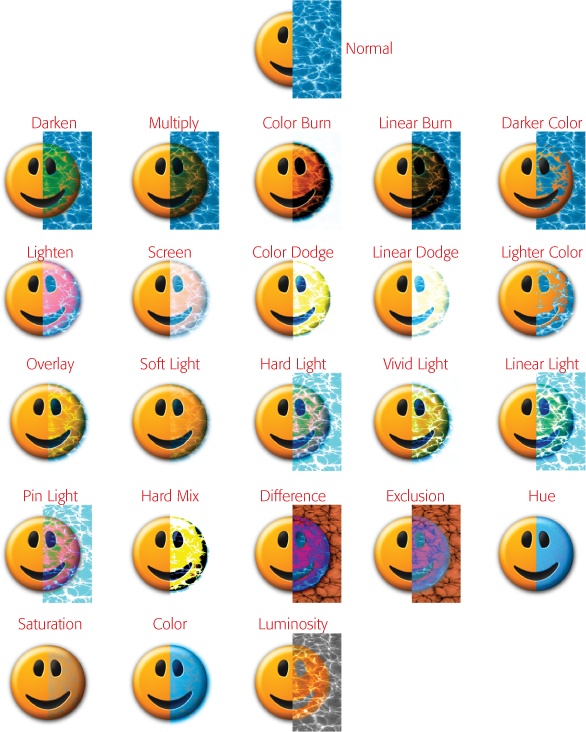 Normal
Darken Multiply Color Burn Linear Burn Darker Color
Lighten Screen Color Dodge Linear Dodge Lighter Color
Overlay Soft Light Hard Light Vivid Light Linear Light
Pin Light Hard Mix Difference Exclusion Hue
Saturation Color Luminosity